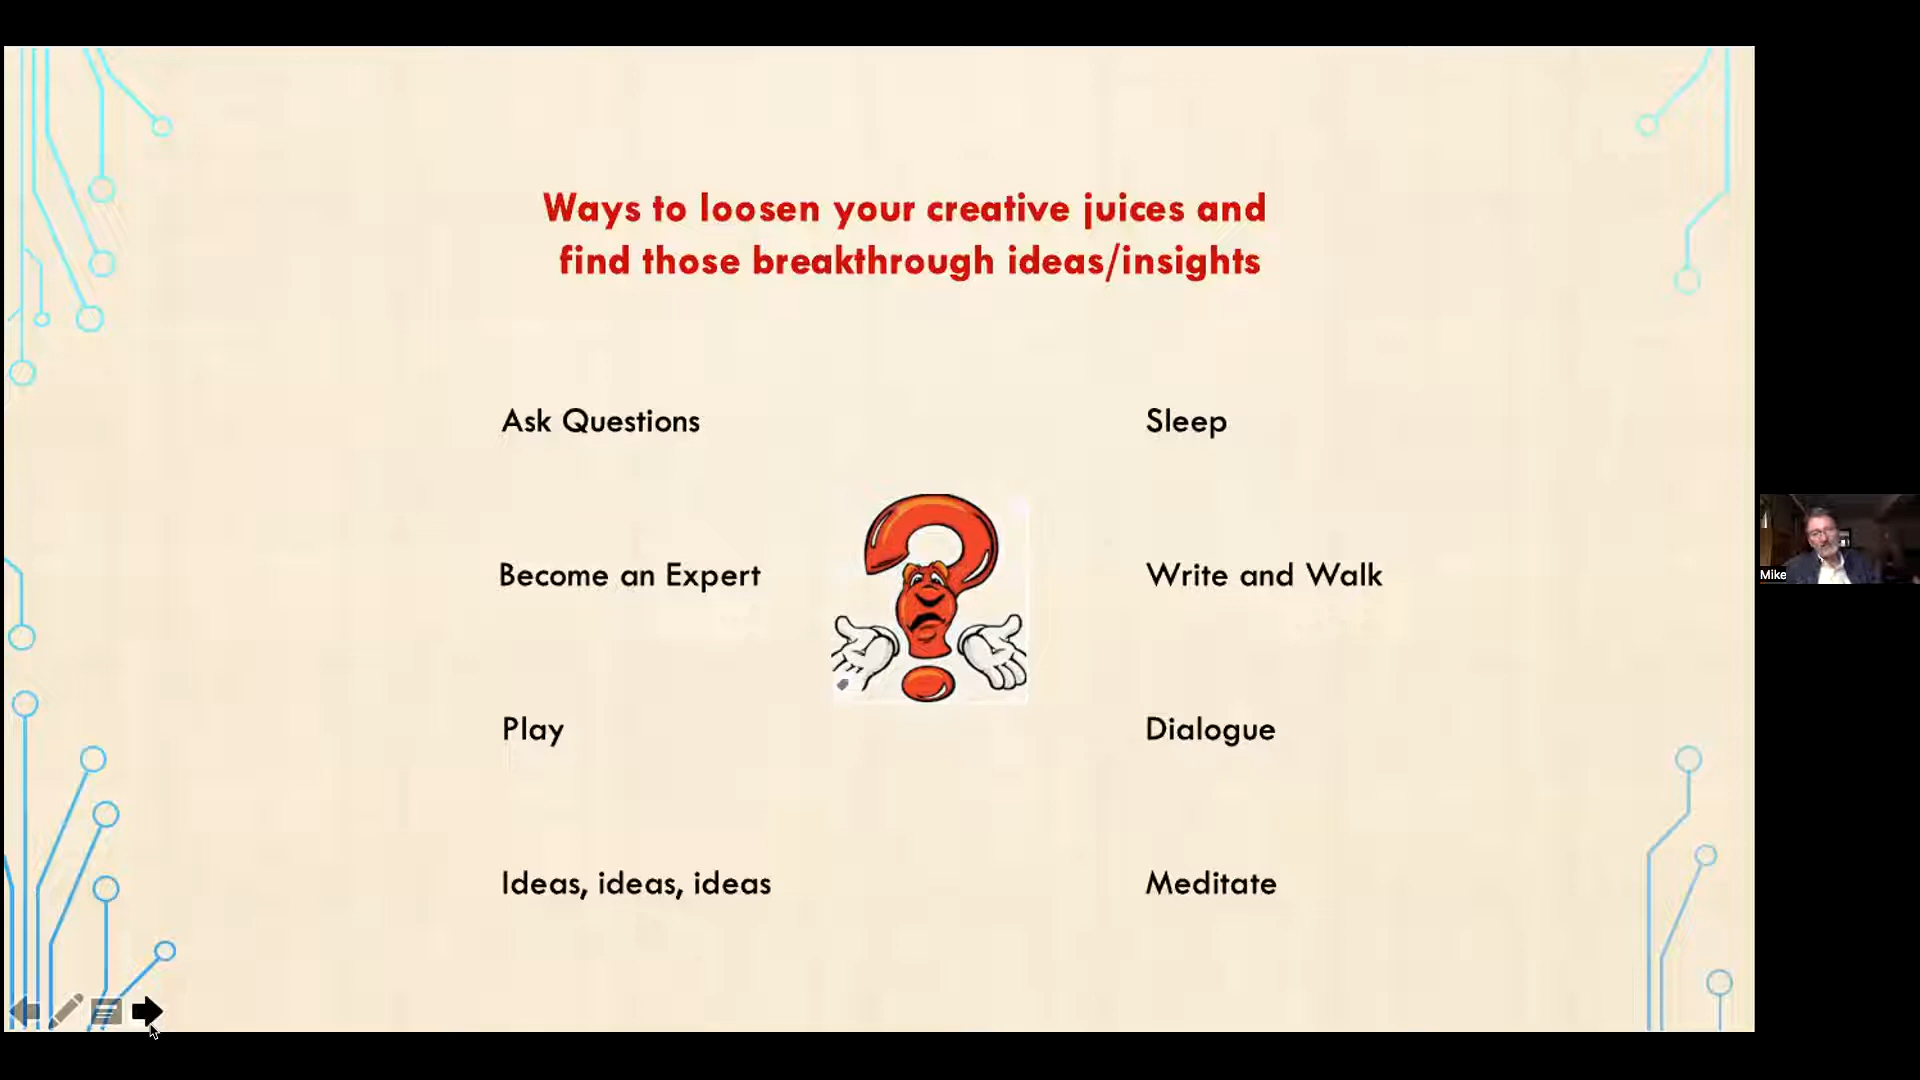 Ways to loosen your creative juices and
find those breakthrough ideas/insights
Ask Questions
Sleep
Become an Expert
Write and Walk
Play
Dialogue
Ideas, ideas, ideas
Meditate
Mike